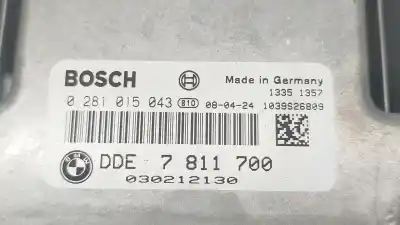 BOSCH Made in Germany
1335 1357
0 281 015 043 810 08-04-24 1039S26809
DDE 7 811 700
030212130